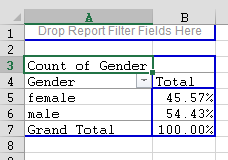 A B
1 Drop Report Filter Fields Here
2
3 Count of Gender
4 Gender Total
5 female 45.57%
6 male 54.43%
7 Grand Total 100.00%
8